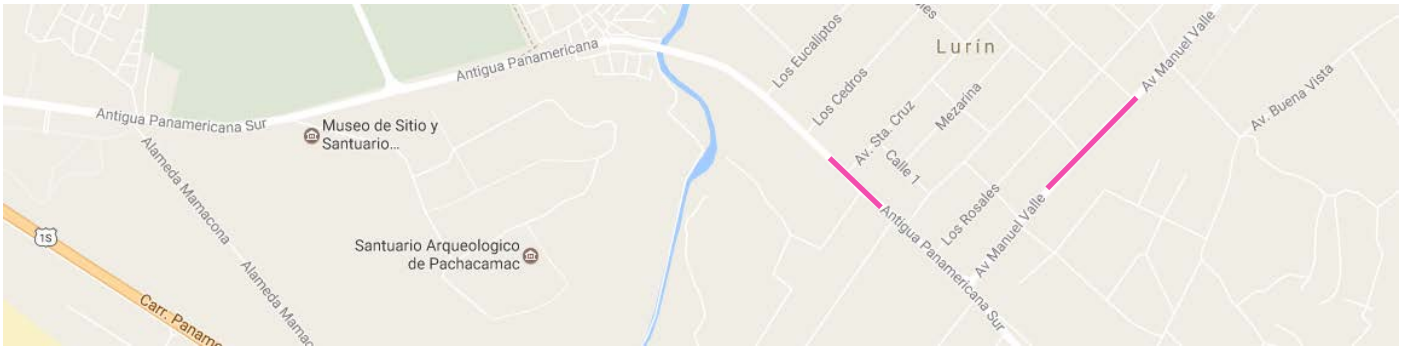 ales
Los Eucaliptos
Lurín
Av Manuel Valle
Antigua Panamericana
Los Cedros
Av. Sta. Cruz
Mezarina
Av. Buena Vista
Antigua Panamericana Sur
Museo de Sitio y
Santuario...
Calle 1
Alameda Mamacona
Los Rosales
Av Manuel Valle
Antigua Panamericana Sur
1S
Santuario Arqueologico
de Pachacamac
Alameda Mamac
Carr. Paname